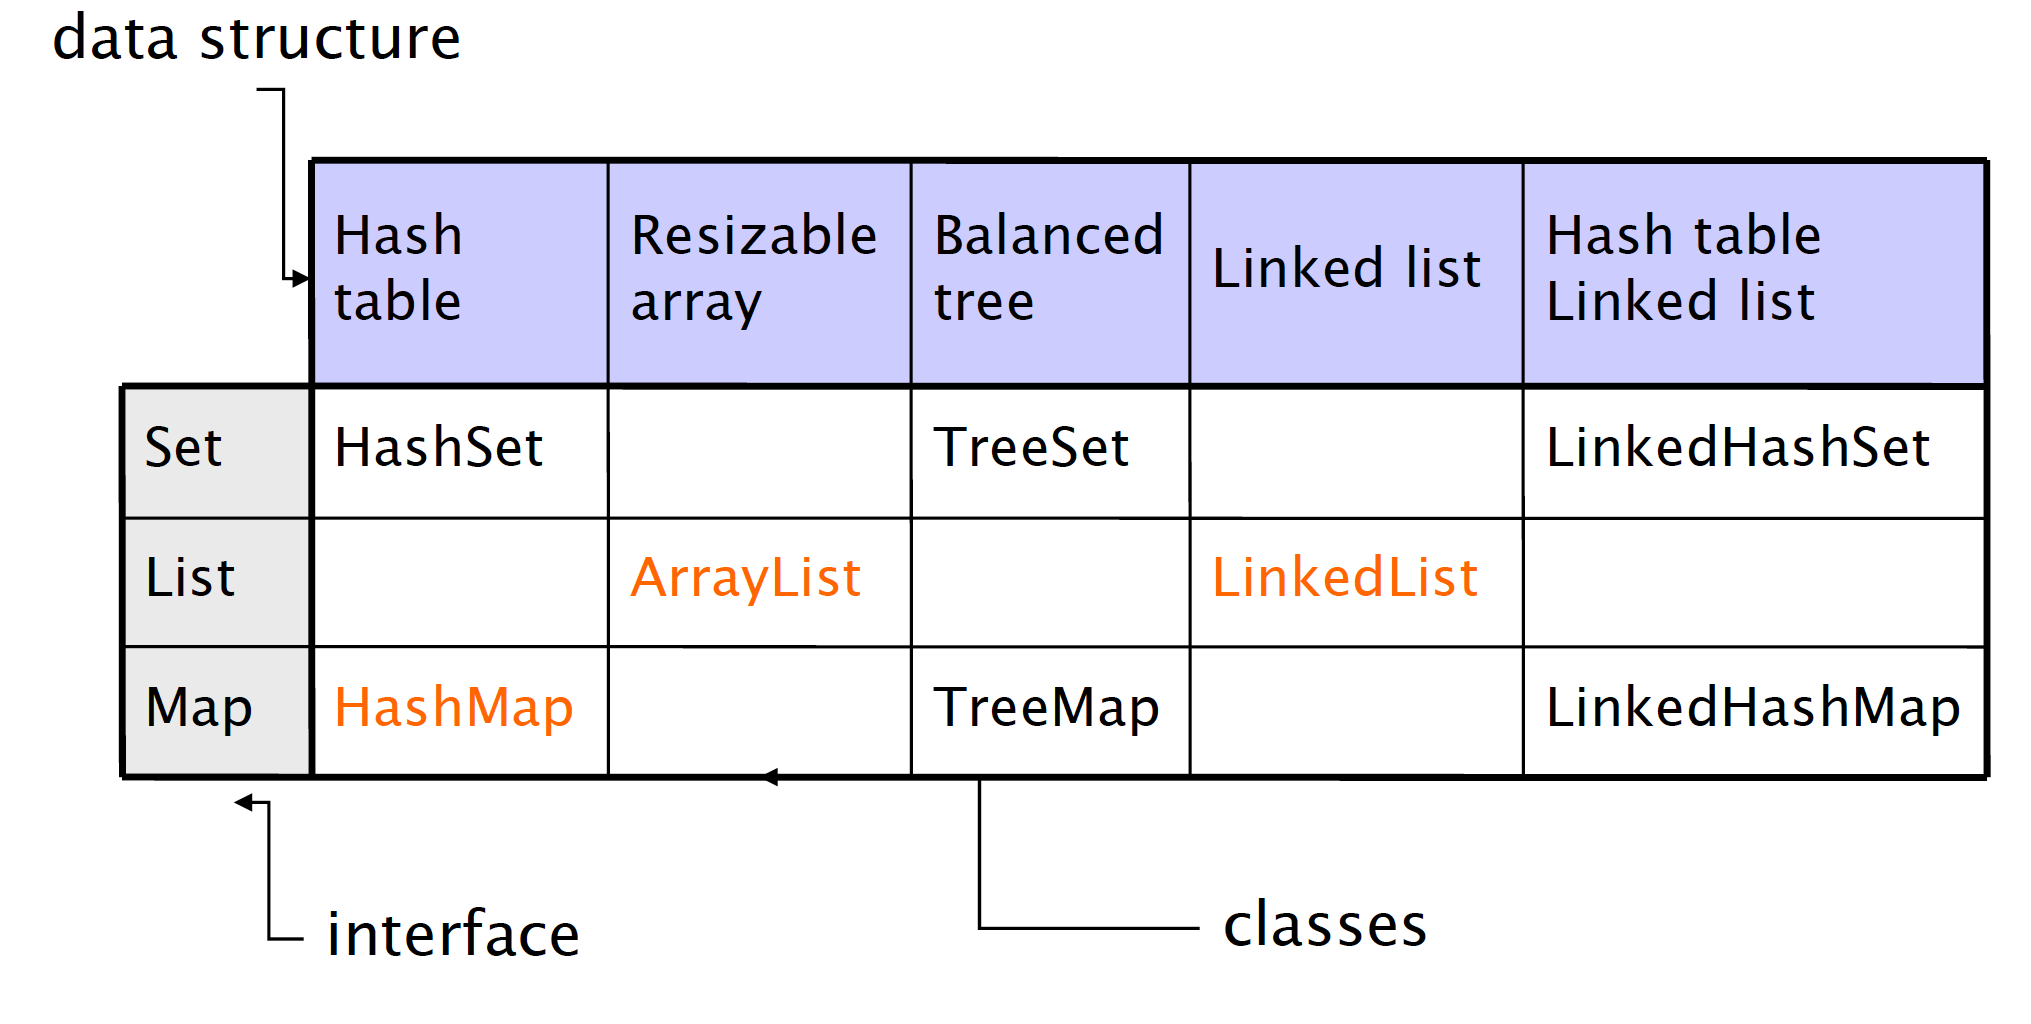 data structure
Hash
table
Resizable
array
Balanced
tree
Linked list
Hash table
Linked list
Set
HashSet
TreeSet
LinkedHashSet
List
ArrayList
LinkedList
Map
HashMap
TreeMap
LinkedHashMap
interface
classes